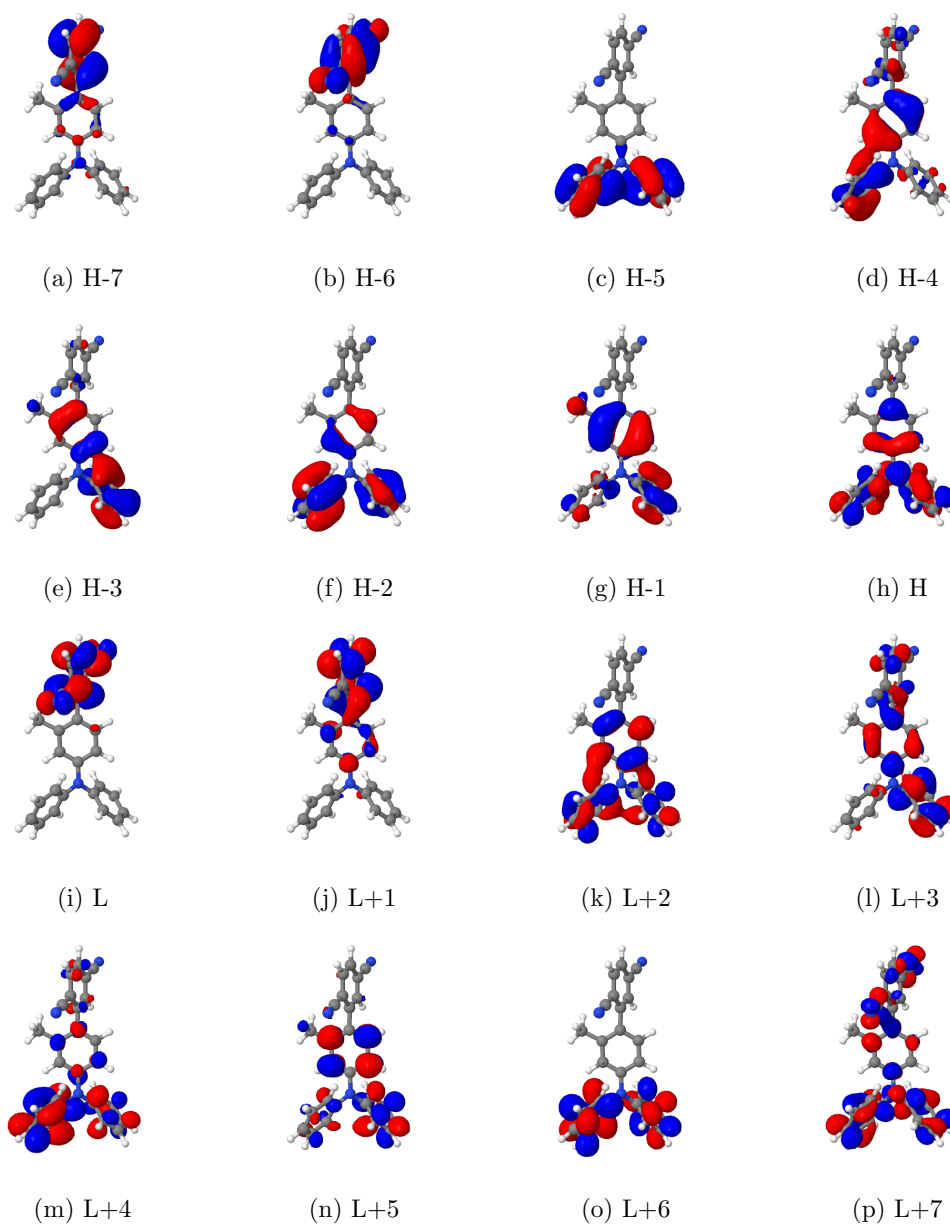 (a) H-7
(b) H-6
(c) H-5
(d) H-4
(e) H-3
(f) H-2
(g) H-1
(h) H
(i) L
(j) L+1
(k) L+2
(l) L+3
(m) L+4
(n) L+5
(o) L+6
(p) L+7